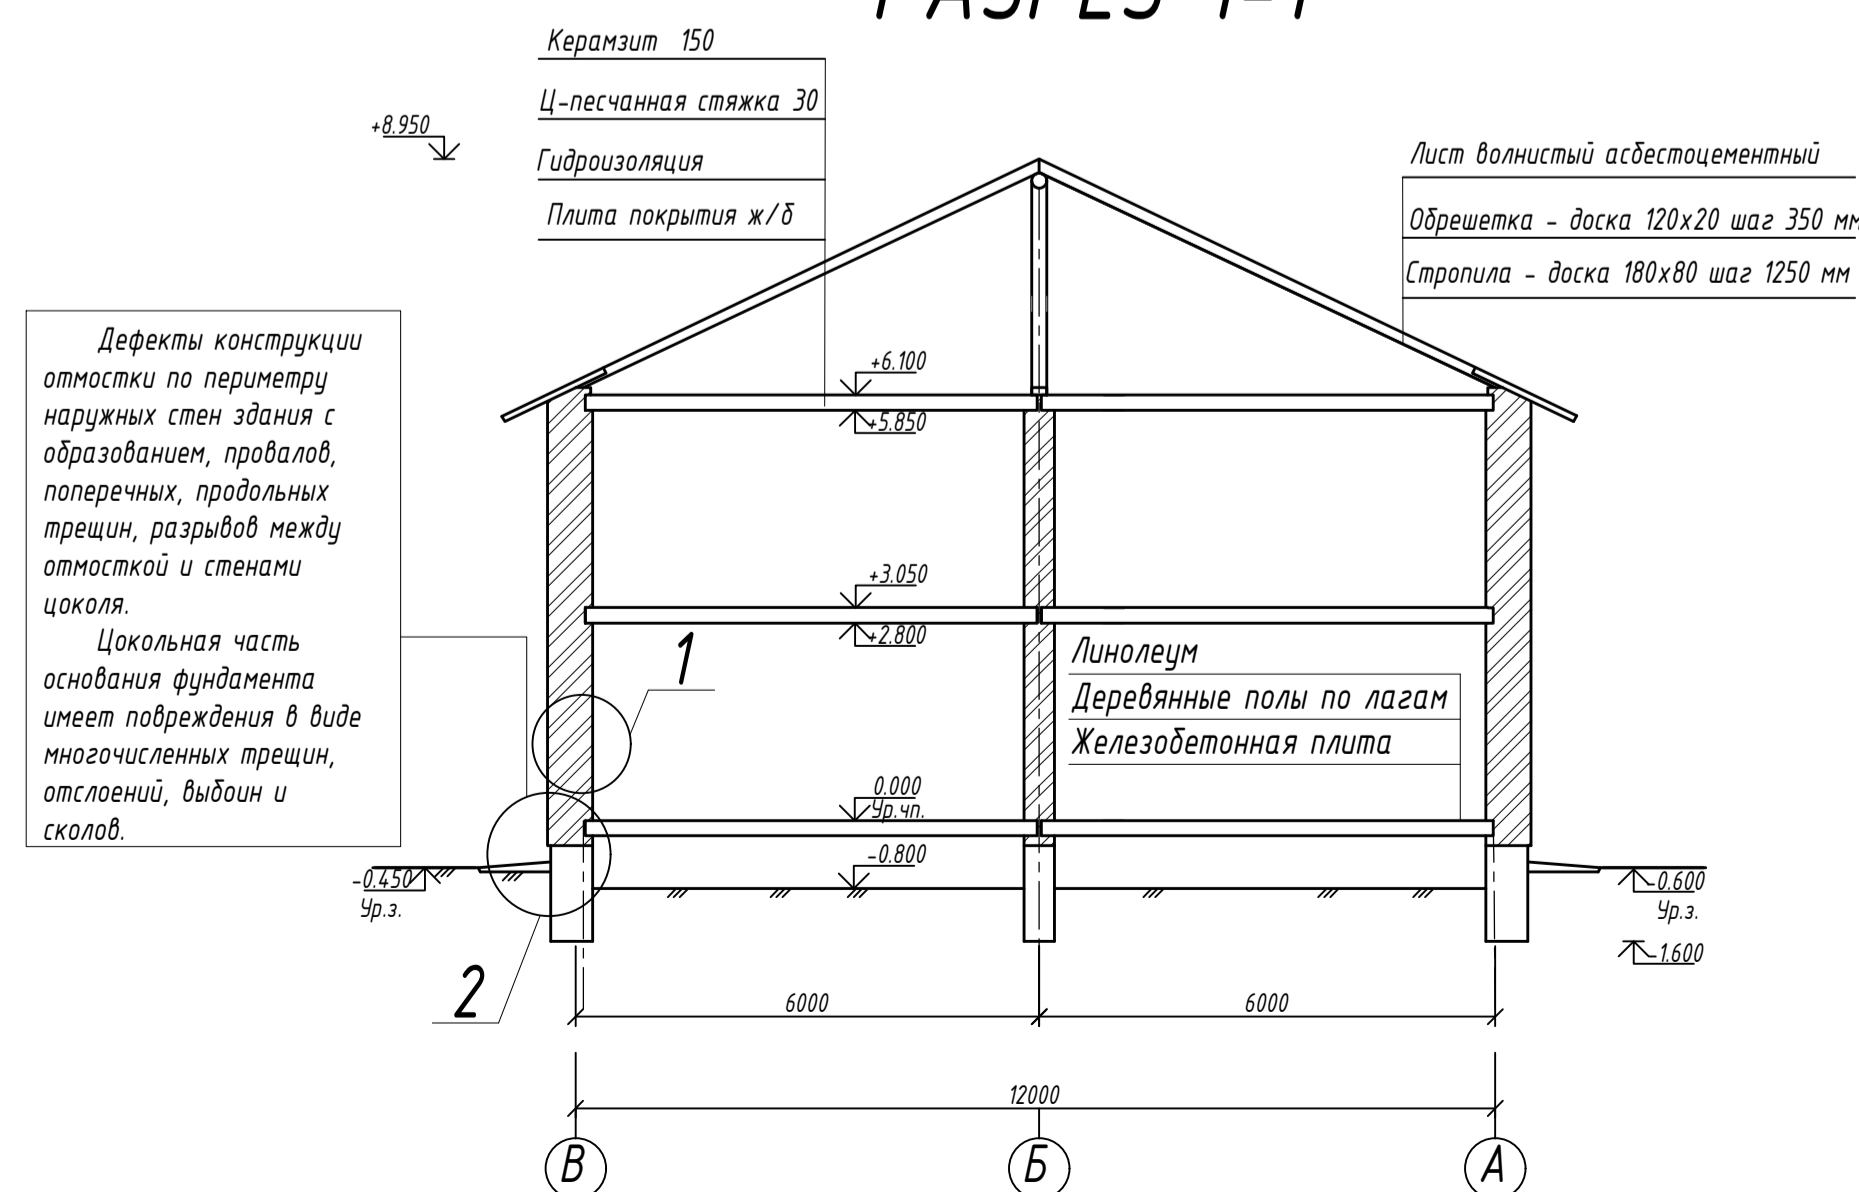 РАЗРЕЗ 1-1
Керамзит 150
Ц-песчанная стяжка 30
Гидроизоляция
Плита покрытия ж/б
+8.950
Лист волнистый асбестоцементный
Обрешетка - доска 120х20 шаг 350 мм
Стропила - доска 180х80 шаг 1250 мм
Дефекты конструкции
отмостки по периметру
наружных стен здания с
образованием, провалов,
поперечных, продольных
трещин, разрывов между
отмосткой и стенами
цоколя.
Цокольная часть
основания фундамента
имеет повреждения в виде
многочисленных трещин,
отслоений, выбоин и
сколов.
+6.100
+5.850
+3.050
+2.800
1
Линолеум
Деревянные полы по лагам
Железобетонная плита
0.000
Ур.чп.
-0.800
-0.450
Ур.з.
-0.600
Ур.з.
-1.600
2
6000
6000
12000
В
Б
А